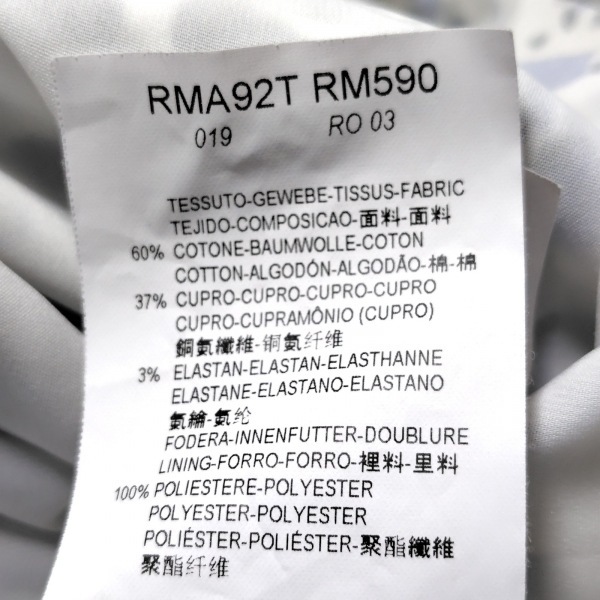 RMA92T RM590
019 RO 03
TESSUTO-GEWEBE-TISSUS-FABRIC
TEJIDO-COMPOSICAO-面料-面料
60% COTONE-BAUMWOLLE-COTON
COTTON-ALGODÓN-ALGODÃO-棉-棉
37% CUPRO-CUPRO-CUPRO-CUPRO
CUPRO-CUPRAMÔNIO (CUPRO)
銅氨纖維-铜氨纤维
3% ELASTAN-ELASTAN-ELASTHANNE
ELASTANE-ELASTANO-ELASTANO
氨綸-氨纶
FODERA-INNENFUTTER-DOUBLURE
LINING-FORRO-FORRO-裡料-里料
100% POLIESTERE-POLYESTER
POLYESTER-POLYESTER
POLIÉSTER-POLIÉSTER-聚酯纖維
聚酯纤维